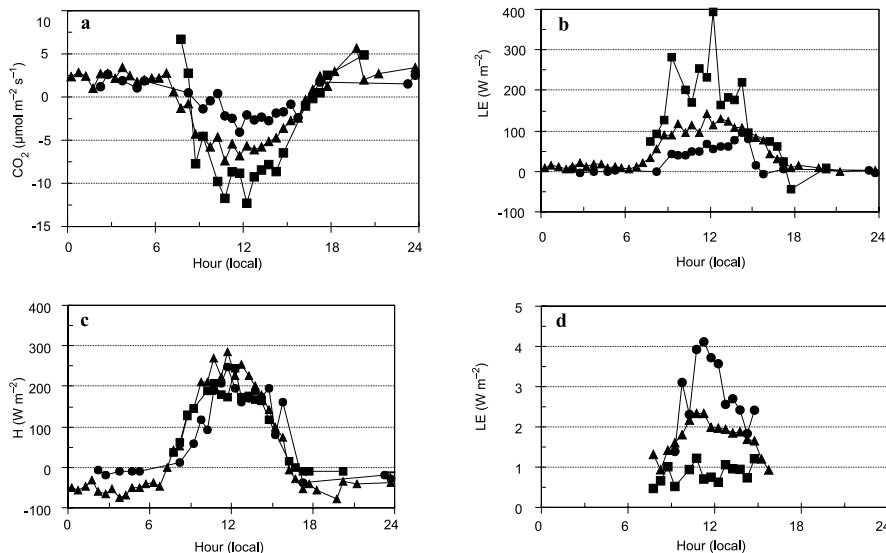 a
10
5
0
-5
-10
-15
CO₂ (µmol m⁻² s⁻¹)
0 6 12 18 24
Hour (local)
b
400
300
200
100
0
-100
LE (W m⁻²)
0 6 12 18 24
Hour (local)
c
400
300
200
100
0
-100
H (W m⁻²)
0 6 12 18 24
Hour (local)
d
5
4
3
2
1
0
LE (W m⁻²)
0 6 12 18 24
Hour (local)